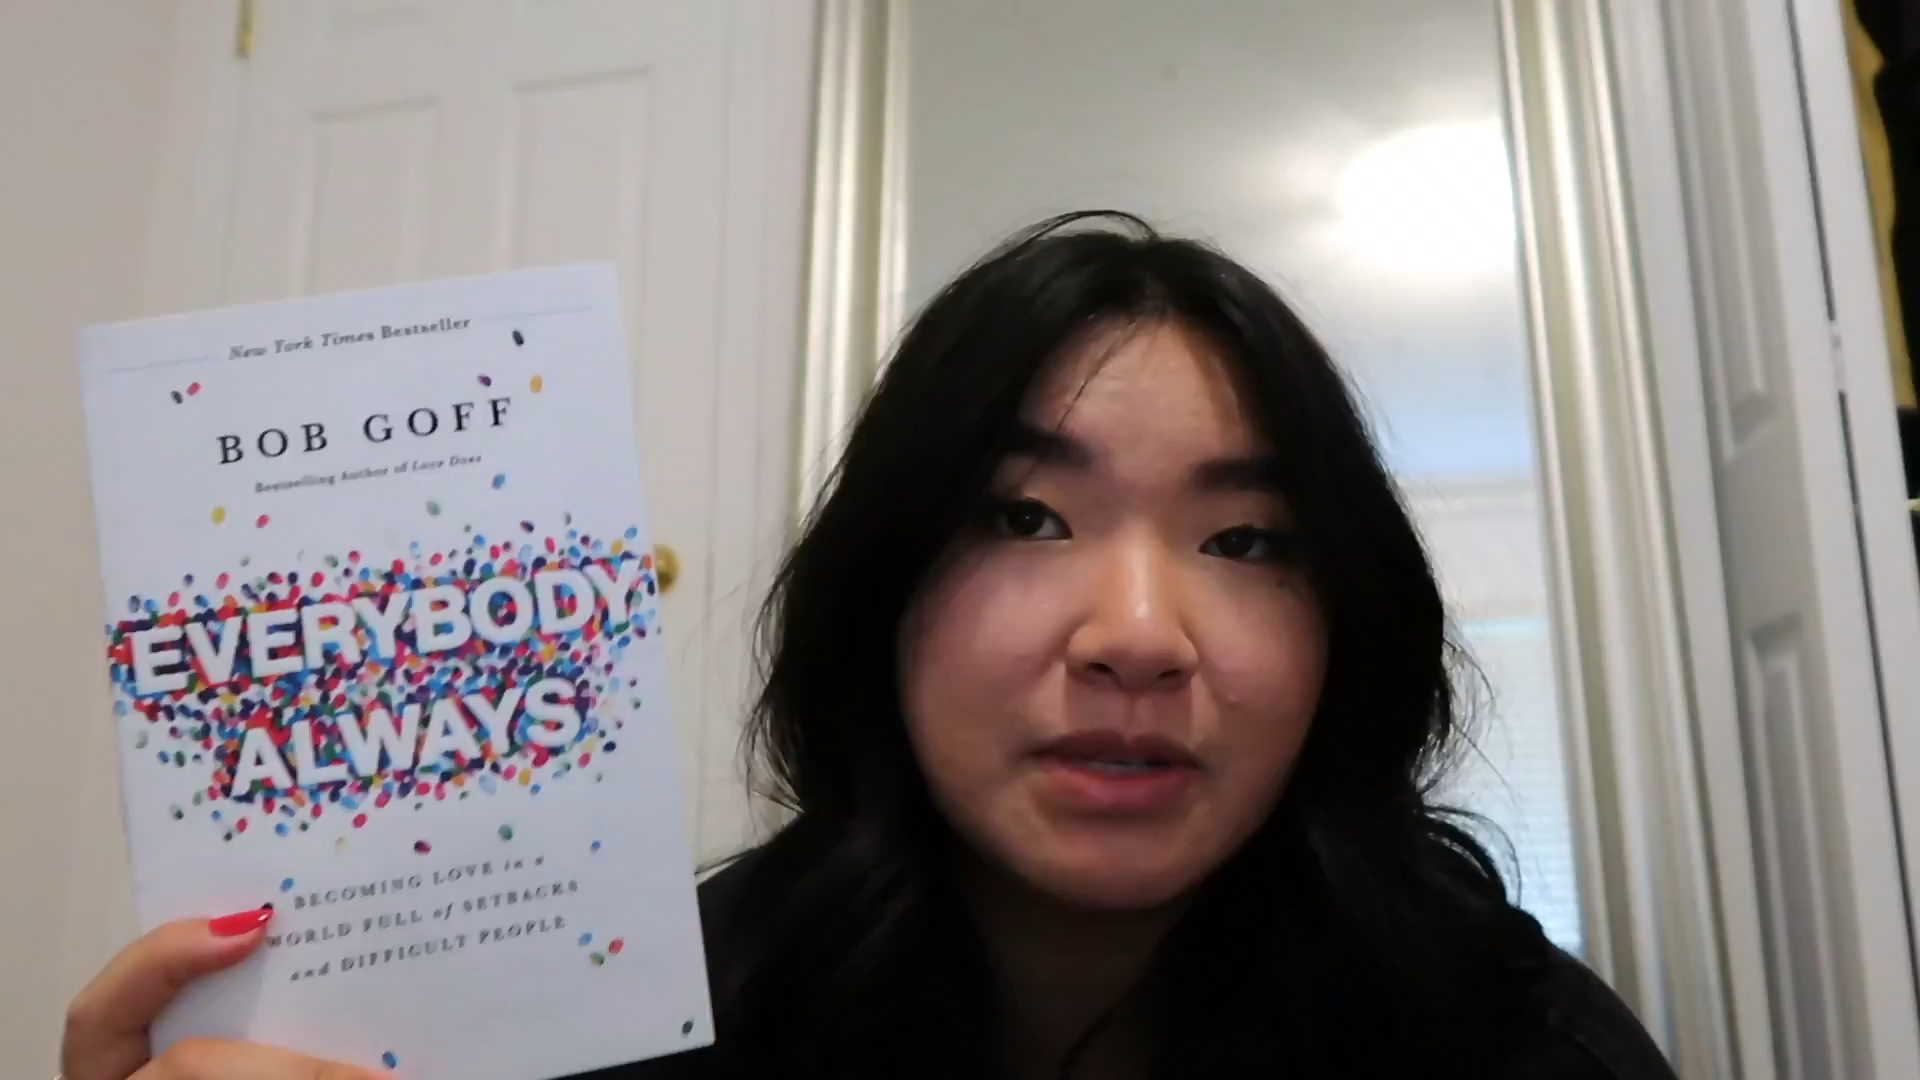 New York Times Bestseller
BOB GOFF
Bestselling Author of Love Does
EVERYBODY
ALWAYS
BECOMING LOVE in a
WORLD FULL of SETBACKS
and DIFFICULT PEOPLE